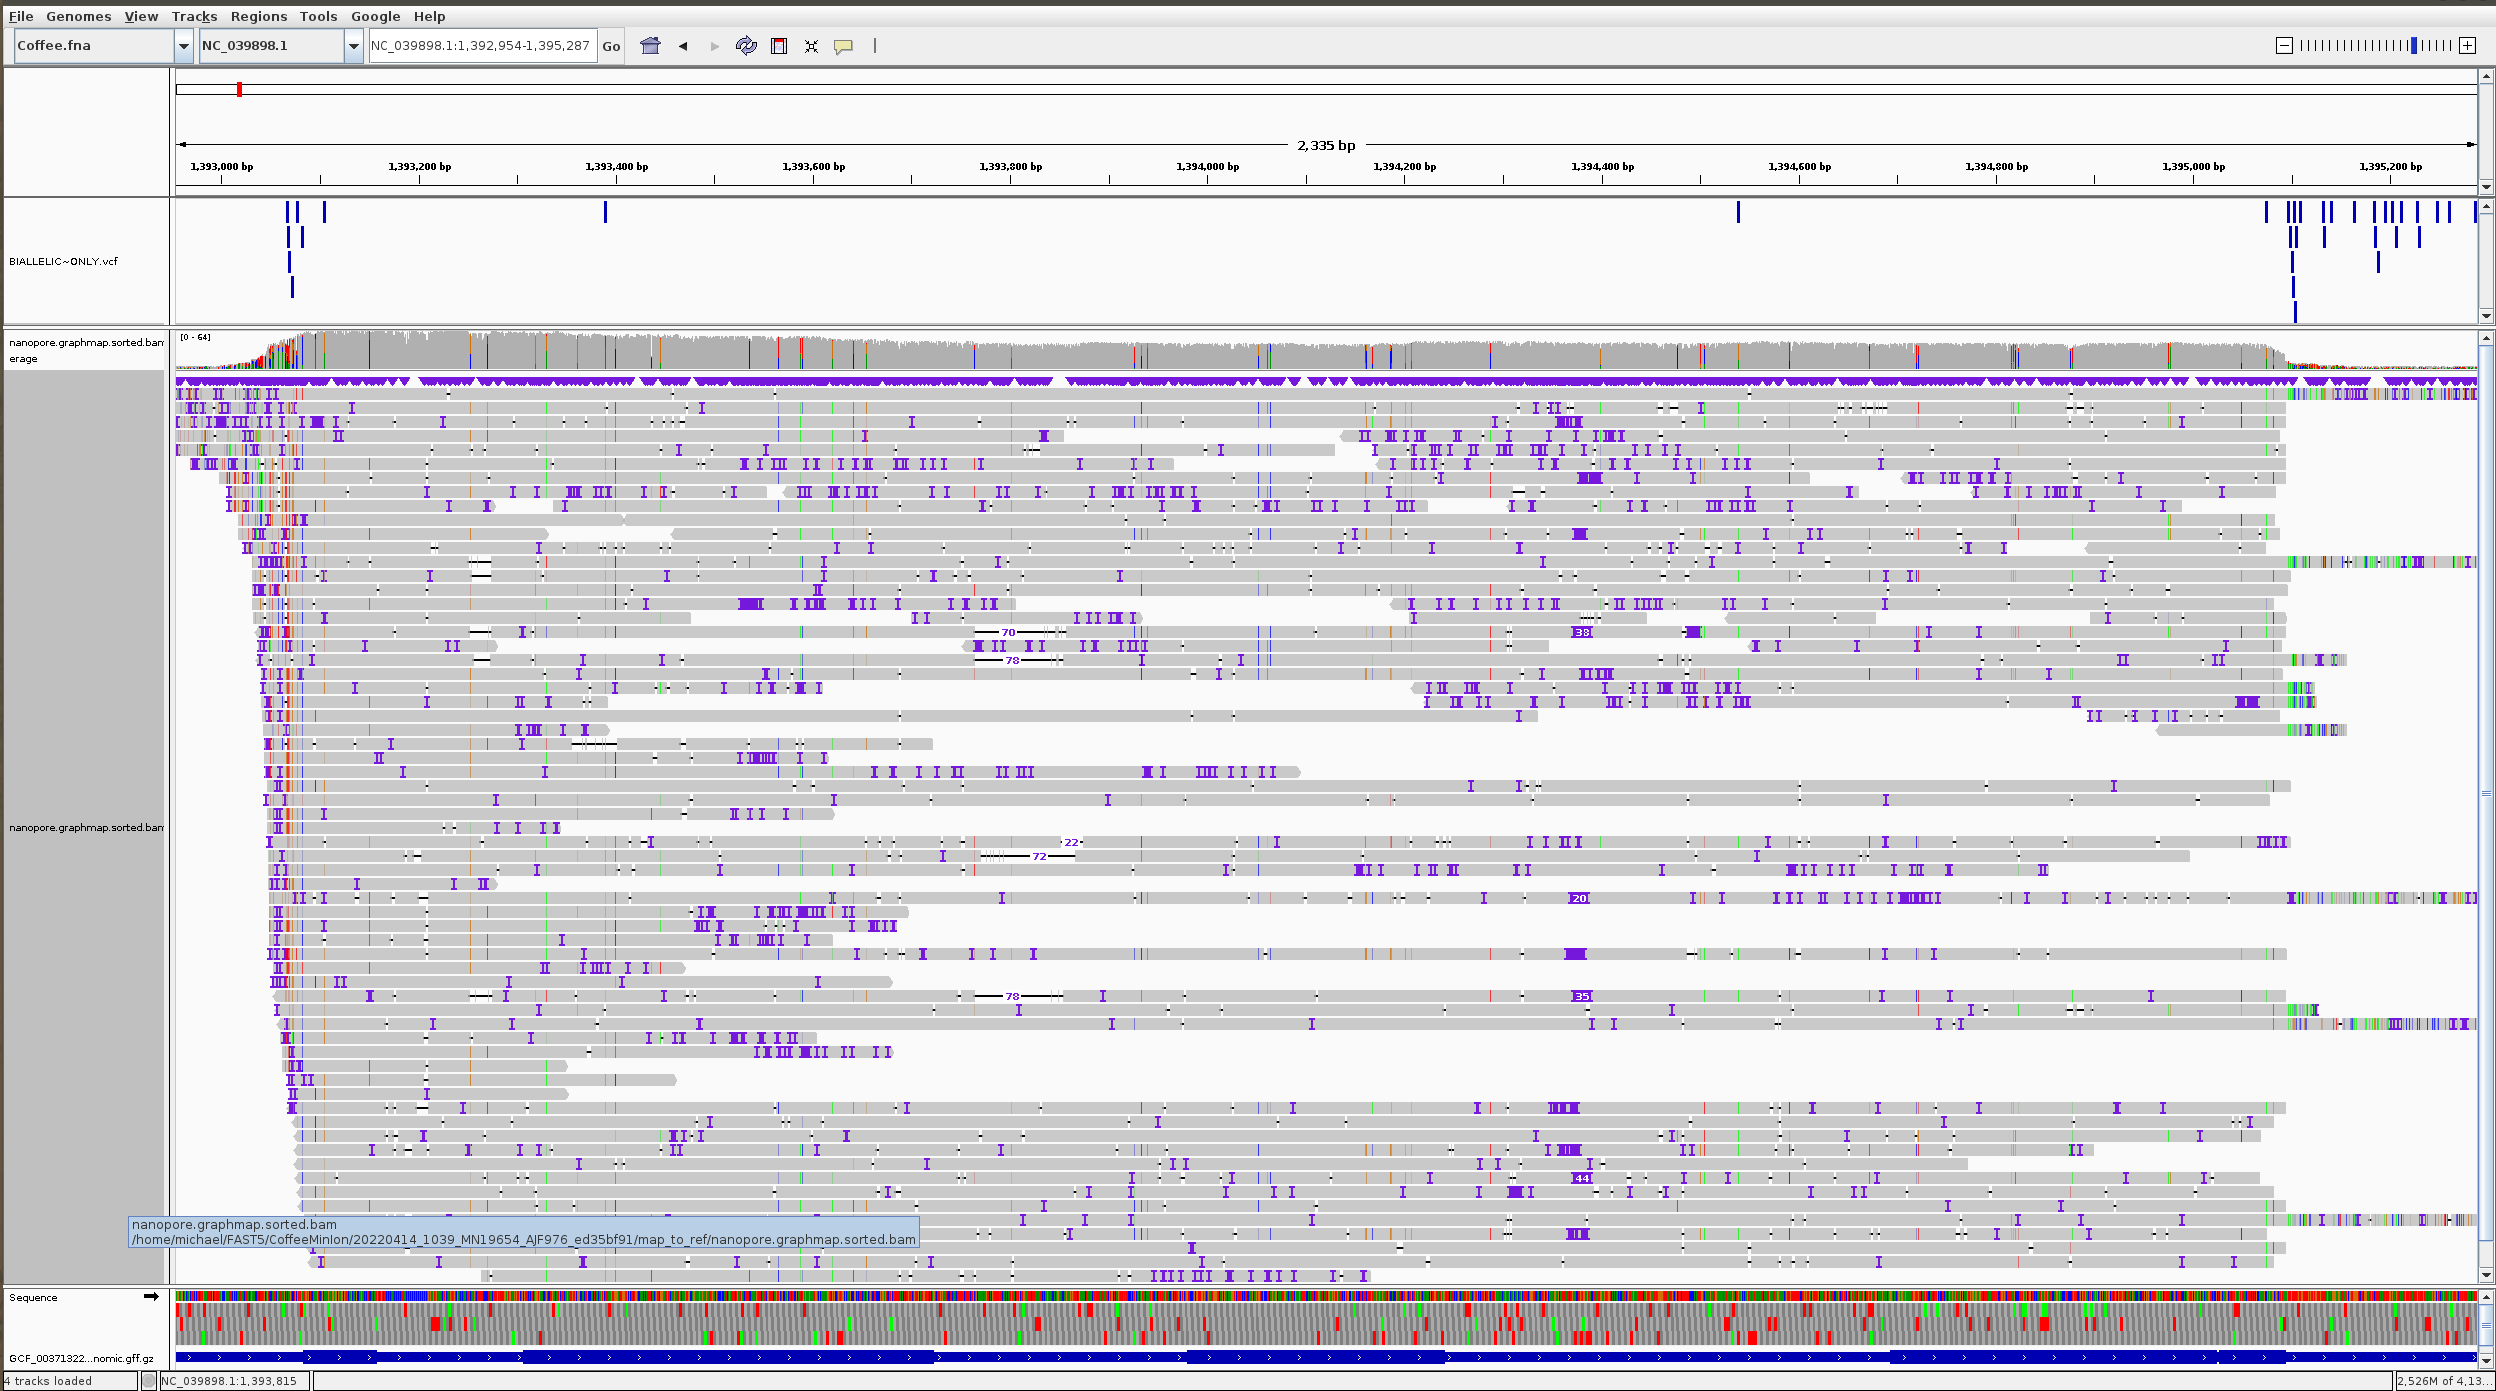 File Genomes View Tracks Regions Tools Google Help
Coffee.fna NC_039898.1 NC_039898.1:1,392,954-1,395,287 Go
2,335 bp
1,393,000 bp 1,393,200 bp 1,393,400 bp 1,393,600 bp 1,393,800 bp 1,394,000 bp 1,394,200 bp 1,394,400 bp 1,394,600 bp 1,394,800 bp 1,395,000 bp 1,395,200 bp
BIALLELIC~ONLY.vcf
[0 - 64]
nanopore.graphmap.sorted.bam
erage
70 38
78
nanopore.graphmap.sorted.bam
22
72
20
78 35
44
nanopore.graphmap.sorted.bam
/home/michael/FAST5/CoffeeMinIon/20220414_1039_MN19654_AJF976_ed35bf91/map_to_ref/nanopore.graphmap.sorted.bam
Sequence
GCF_00371322...nomic.gff.gz
4 tracks loaded NC_039898.1:1,393,815 2,526M of 4,13...